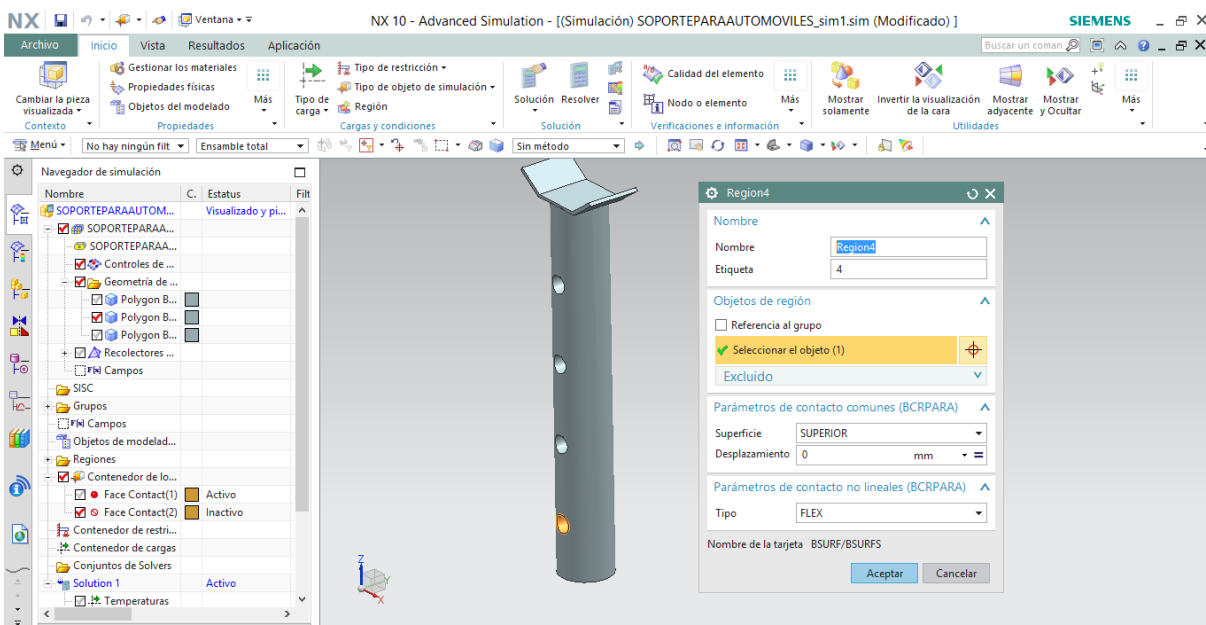 NX Ventana NX 10 - Advanced Simulation - [(Simulación) SOPORTEPARAAUTOMOVILES_sim1.sim (Modificado) ] SIEMENS
Archivo Inicio Vista Resultados Aplicación Buscar un coman
Cambiar la pieza visualizada
Gestionar los materiales
Propiedades físicas
Objetos del modelado
Más
Tipo de carga
Tipo de restricción
Tipo de objeto de simulación
Región
Solución Resolver
Calidad del elemento
Nodo o elemento
Más
Mostrar solamente
Invertir la visualización de la cara
Mostrar adyacente
Mostrar y Ocultar
Más
Contexto Propiedades Cargas y condiciones Solución Verificaciones e información Utilidades
Menú No hay ningún filt Ensamble total Sin método
Navegador de simulación
Nombre C. Estatus Filt
SOPORTEPARAAUTOM... Visualizado y pi...
SOPORTEPARAA...
SOPORTEPARAA...
Controles de ...
Geometría de ...
Polygon B...
Polygon B...
Polygon B...
Recolectores ...
Campos
SISC
Grupos
Campos
Objetos de modelad...
Regiones
Contenedor de lo...
Face Contact(1) Activo
Face Contact(2) Inactivo
Contenedor de restri...
Contenedor de cargas
Conjuntos de Solvers
Solution 1 Activo
Temperaturas
Z
Y
X
Region4
Nombre
Nombre Region4
Etiqueta 4
Objetos de región
Referencia al grupo
Seleccionar el objeto (1)
Excluido
Parámetros de contacto comunes (BCRPARA)
Superficie SUPERIOR
Desplazamiento 0 mm
Parámetros de contacto no lineales (BCRPARA)
Tipo FLEX
Nombre de la tarjeta BSURF/BSURFS
Aceptar Cancelar